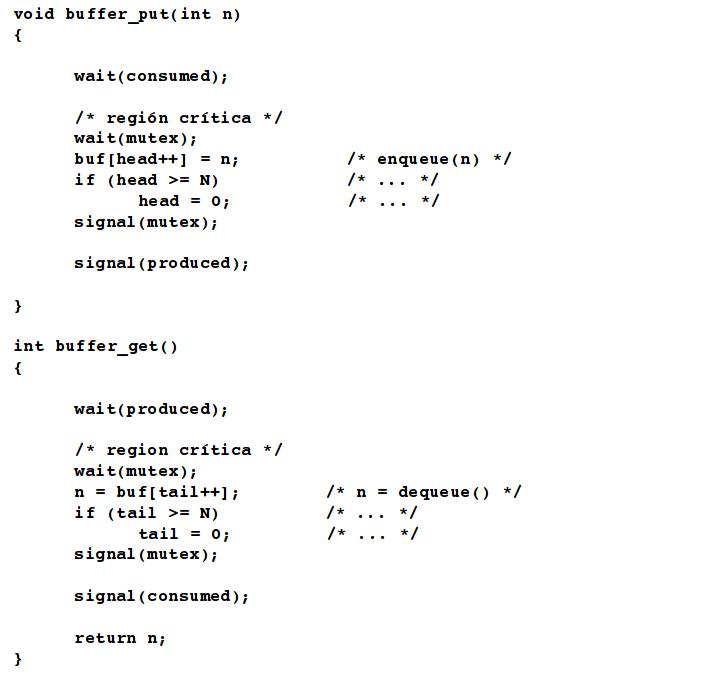 void buffer_put(int n)
{
wait(consumed);
/* región crítica */
wait(mutex);
buf[head++] = n; /* enqueue(n) */
if (head >= N) /* ... */
head = 0; /* ... */
signal(mutex);
signal(produced);
}
int buffer_get()
{
wait(produced);
/* region crítica */
wait(mutex);
n = buf[tail++]; /* n = dequeue() */
if (tail >= N) /* ... */
tail = 0; /* ... */
signal(mutex);
signal(consumed);
return n;
}